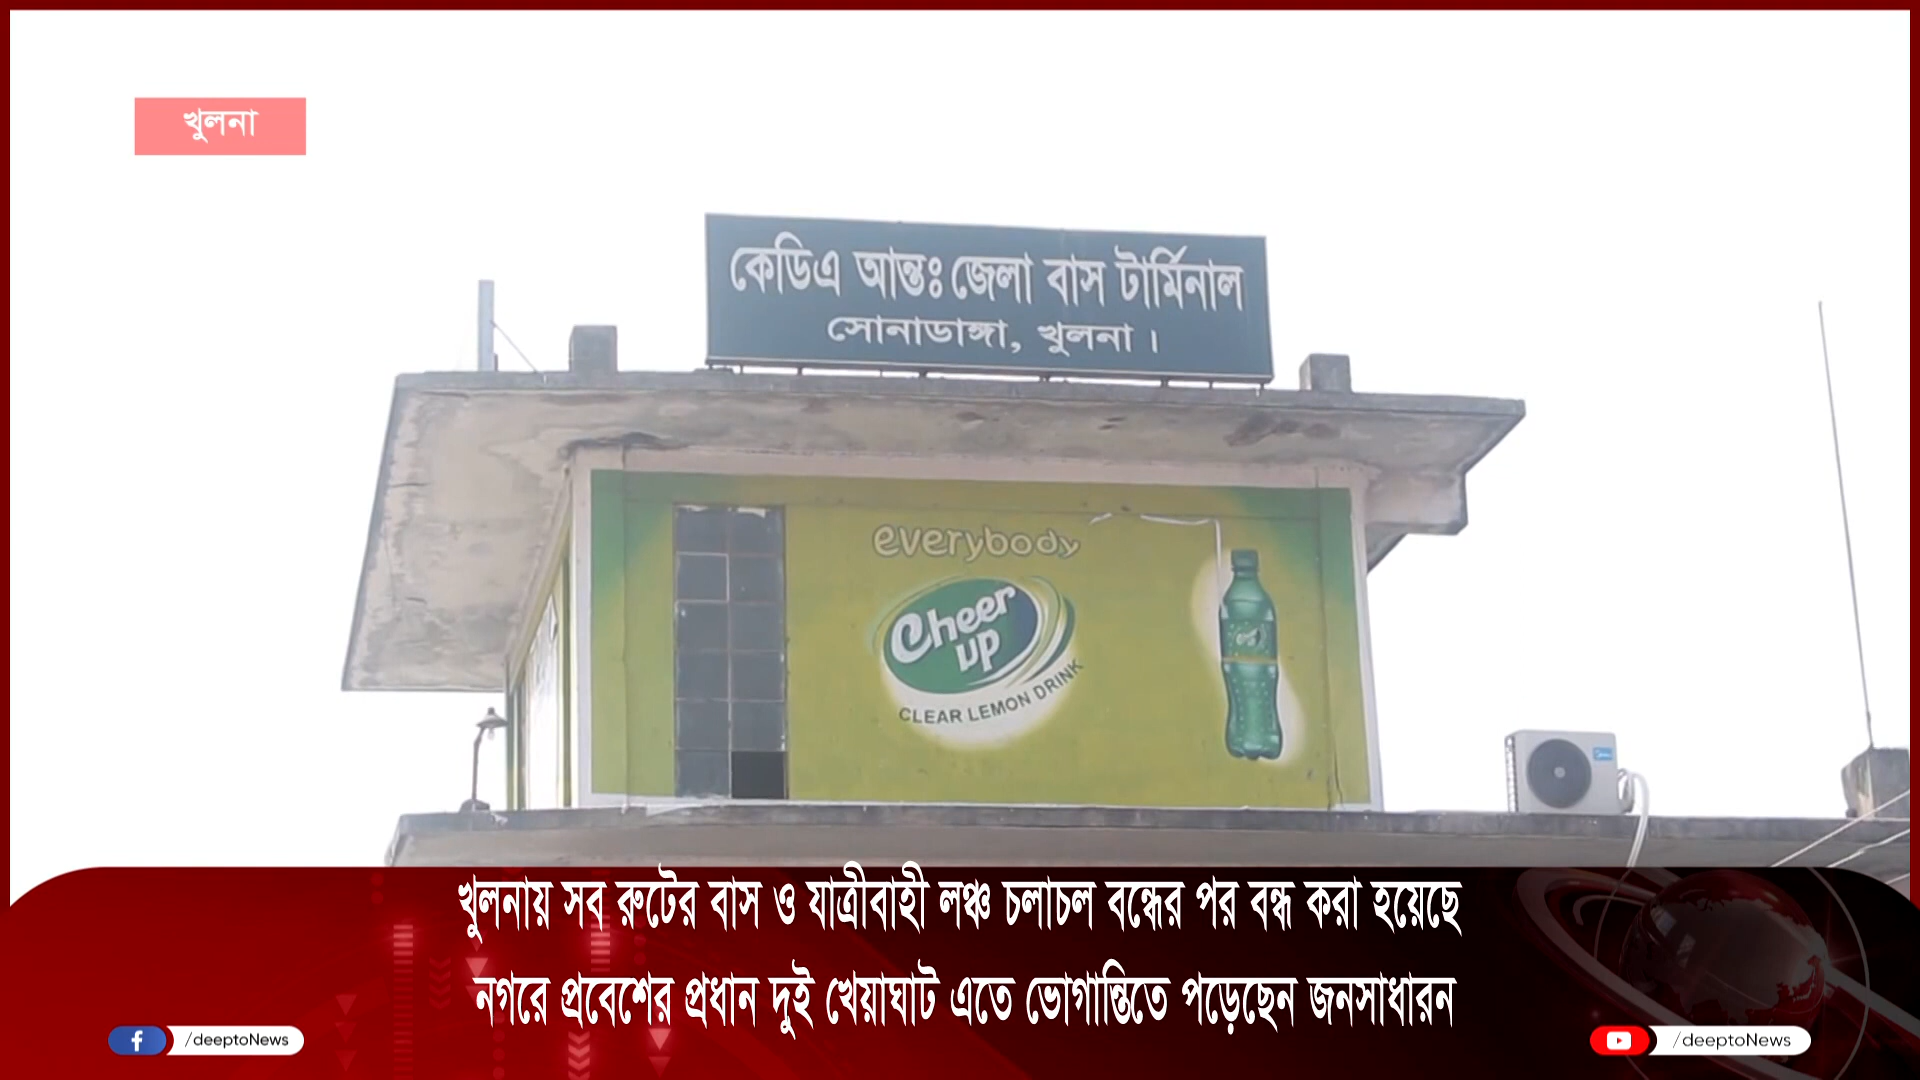 খুলনা
কেডিএ আন্তঃ জেলা বাস টার্মিনাল
সোনাডাঙ্গা, খুলনা।
everybody
Cheer
up
CLEAR LEMON DRINK
খুলনায় সব রুটের বাস ও যাত্রীবাহী লঞ্চ চলাচল বন্ধের পর বন্ধ করা হয়েছে
নগরে প্রবেশের প্রধান দুই খেয়াঘাট এতে ভোগান্তিতে পড়েছেন জনসাধারন
/deeptoNews
/deeptoNews